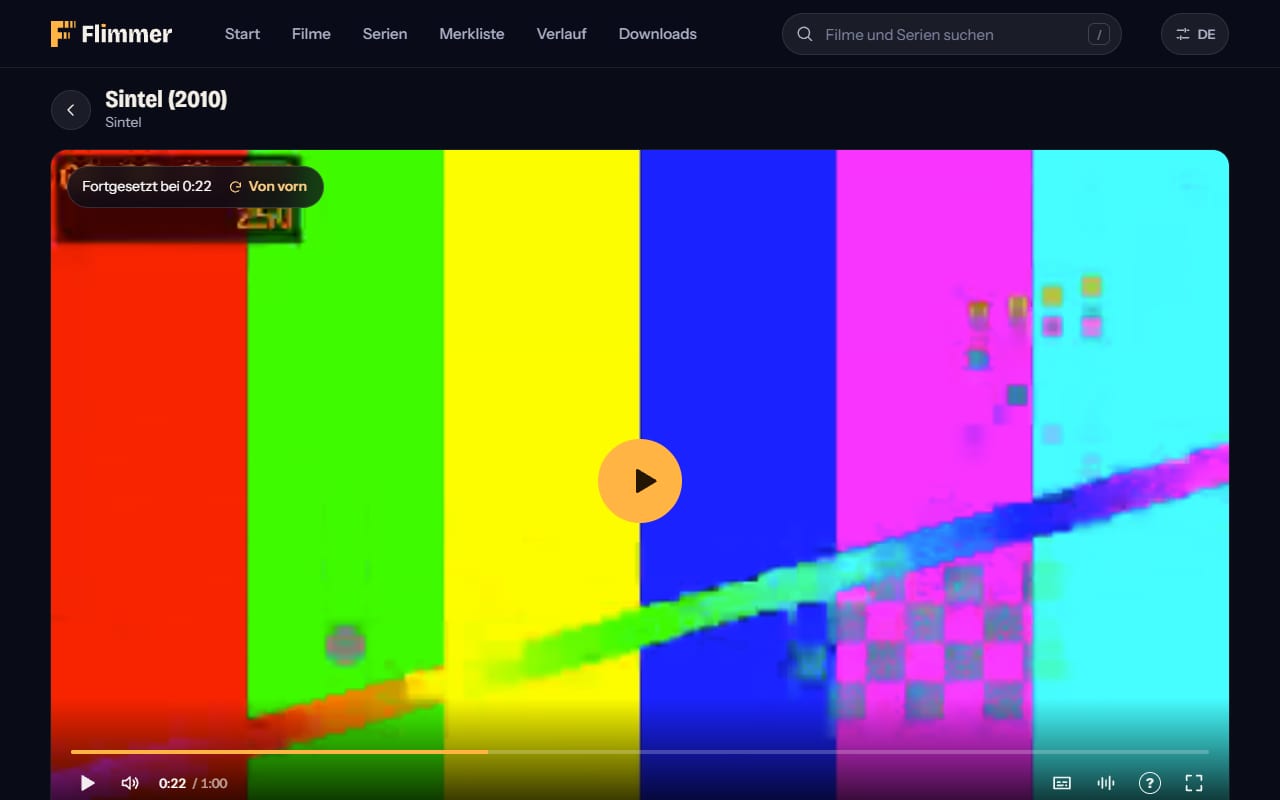 Flimmer
Start
Filme
Serien
Merkliste
Verlauf
Downloads
Filme und Serien suchen
/
DE
Sintel (2010)
Sintel
Fortgesetzt bei 0:22
Von vorn
0:22 / 1:00
?